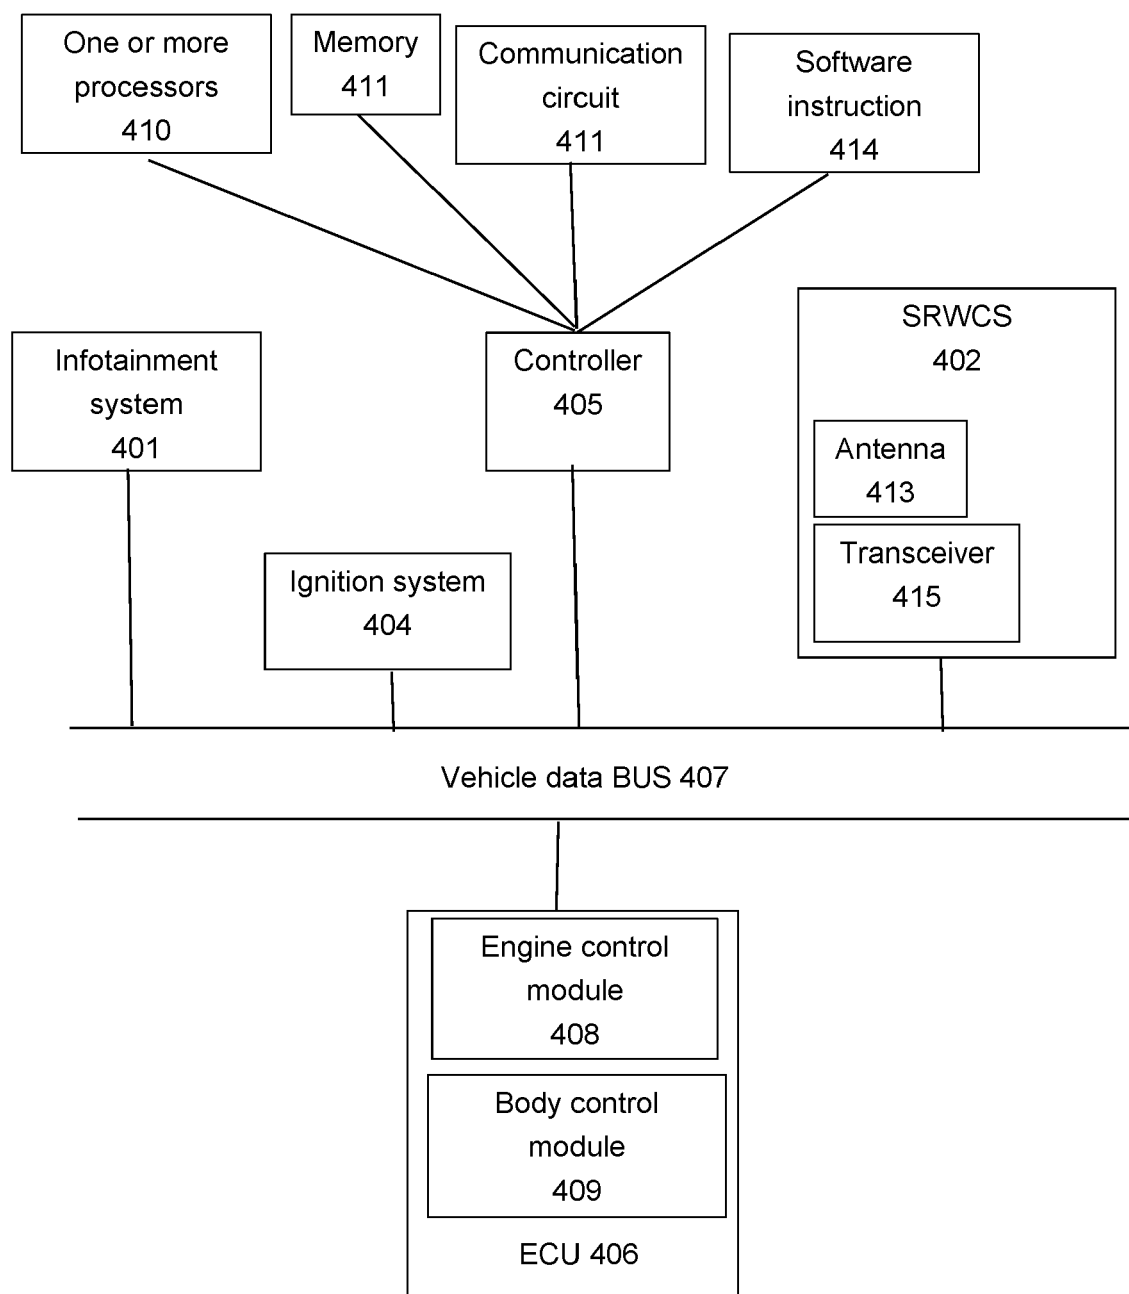 One or more
processors
410
Memory
411
Communication
circuit
411
Software
instruction
414
Infotainment
system
401
Controller
405
SRWCS
402
Antenna
413
Transceiver
415
Ignition system
404
Vehicle data BUS 407
Engine control
module
408
Body control
module
409
ECU 406